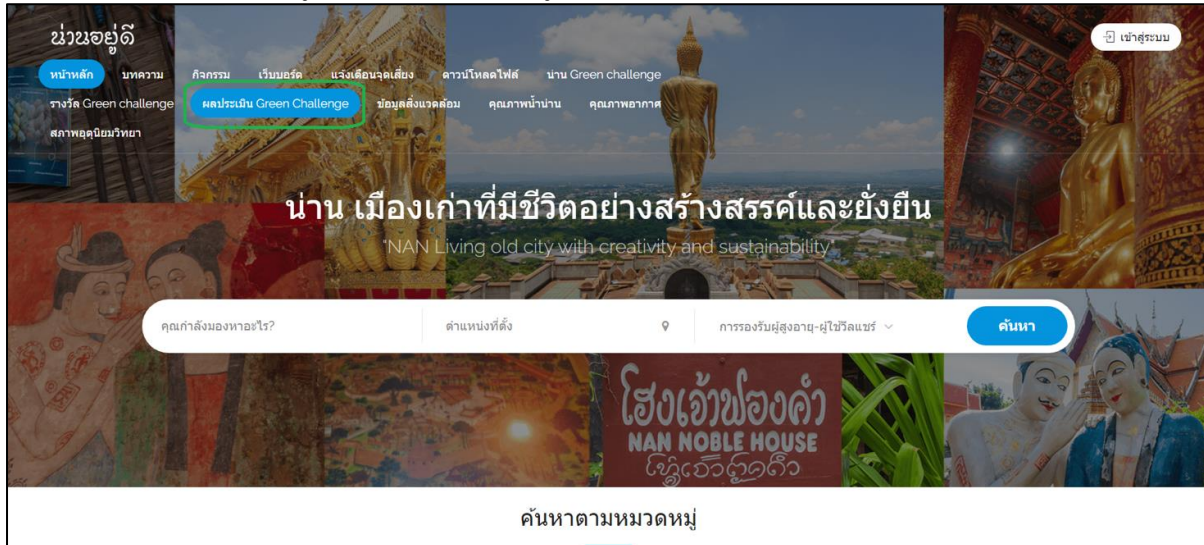 น่านอยู่ดี
เข้าสู่ระบบ
หน้าหลัก บทความ กิจกรรม เว็บบอร์ด แจ้งเตือนจุดเสี่ยง ดาวน์โหลดไฟล์ น่าน Green challenge
รางวัล Green challenge ผลประเมิน Green Challenge ข้อมูลสิ่งแวดล้อม คุณภาพน้ำน่าน คุณภาพอากาศ
สภาพอุตุนิยมวิทยา
น่าน เมืองเก่าที่มีชีวิตอย่างสร้างสรรค์และยั่งยืน
"NAN Living old city with creativity and sustainability"
คุณกำลังมองหาอะไร? ตำแหน่งที่ตั้ง การรองรับผู้สูงอายุ-ผู้ใช้วีลแชร์ ค้นหา
โฮงเจ้าฟองคำ
NAN NOBLE HOUSE
ค้นหาตามหมวดหมู่